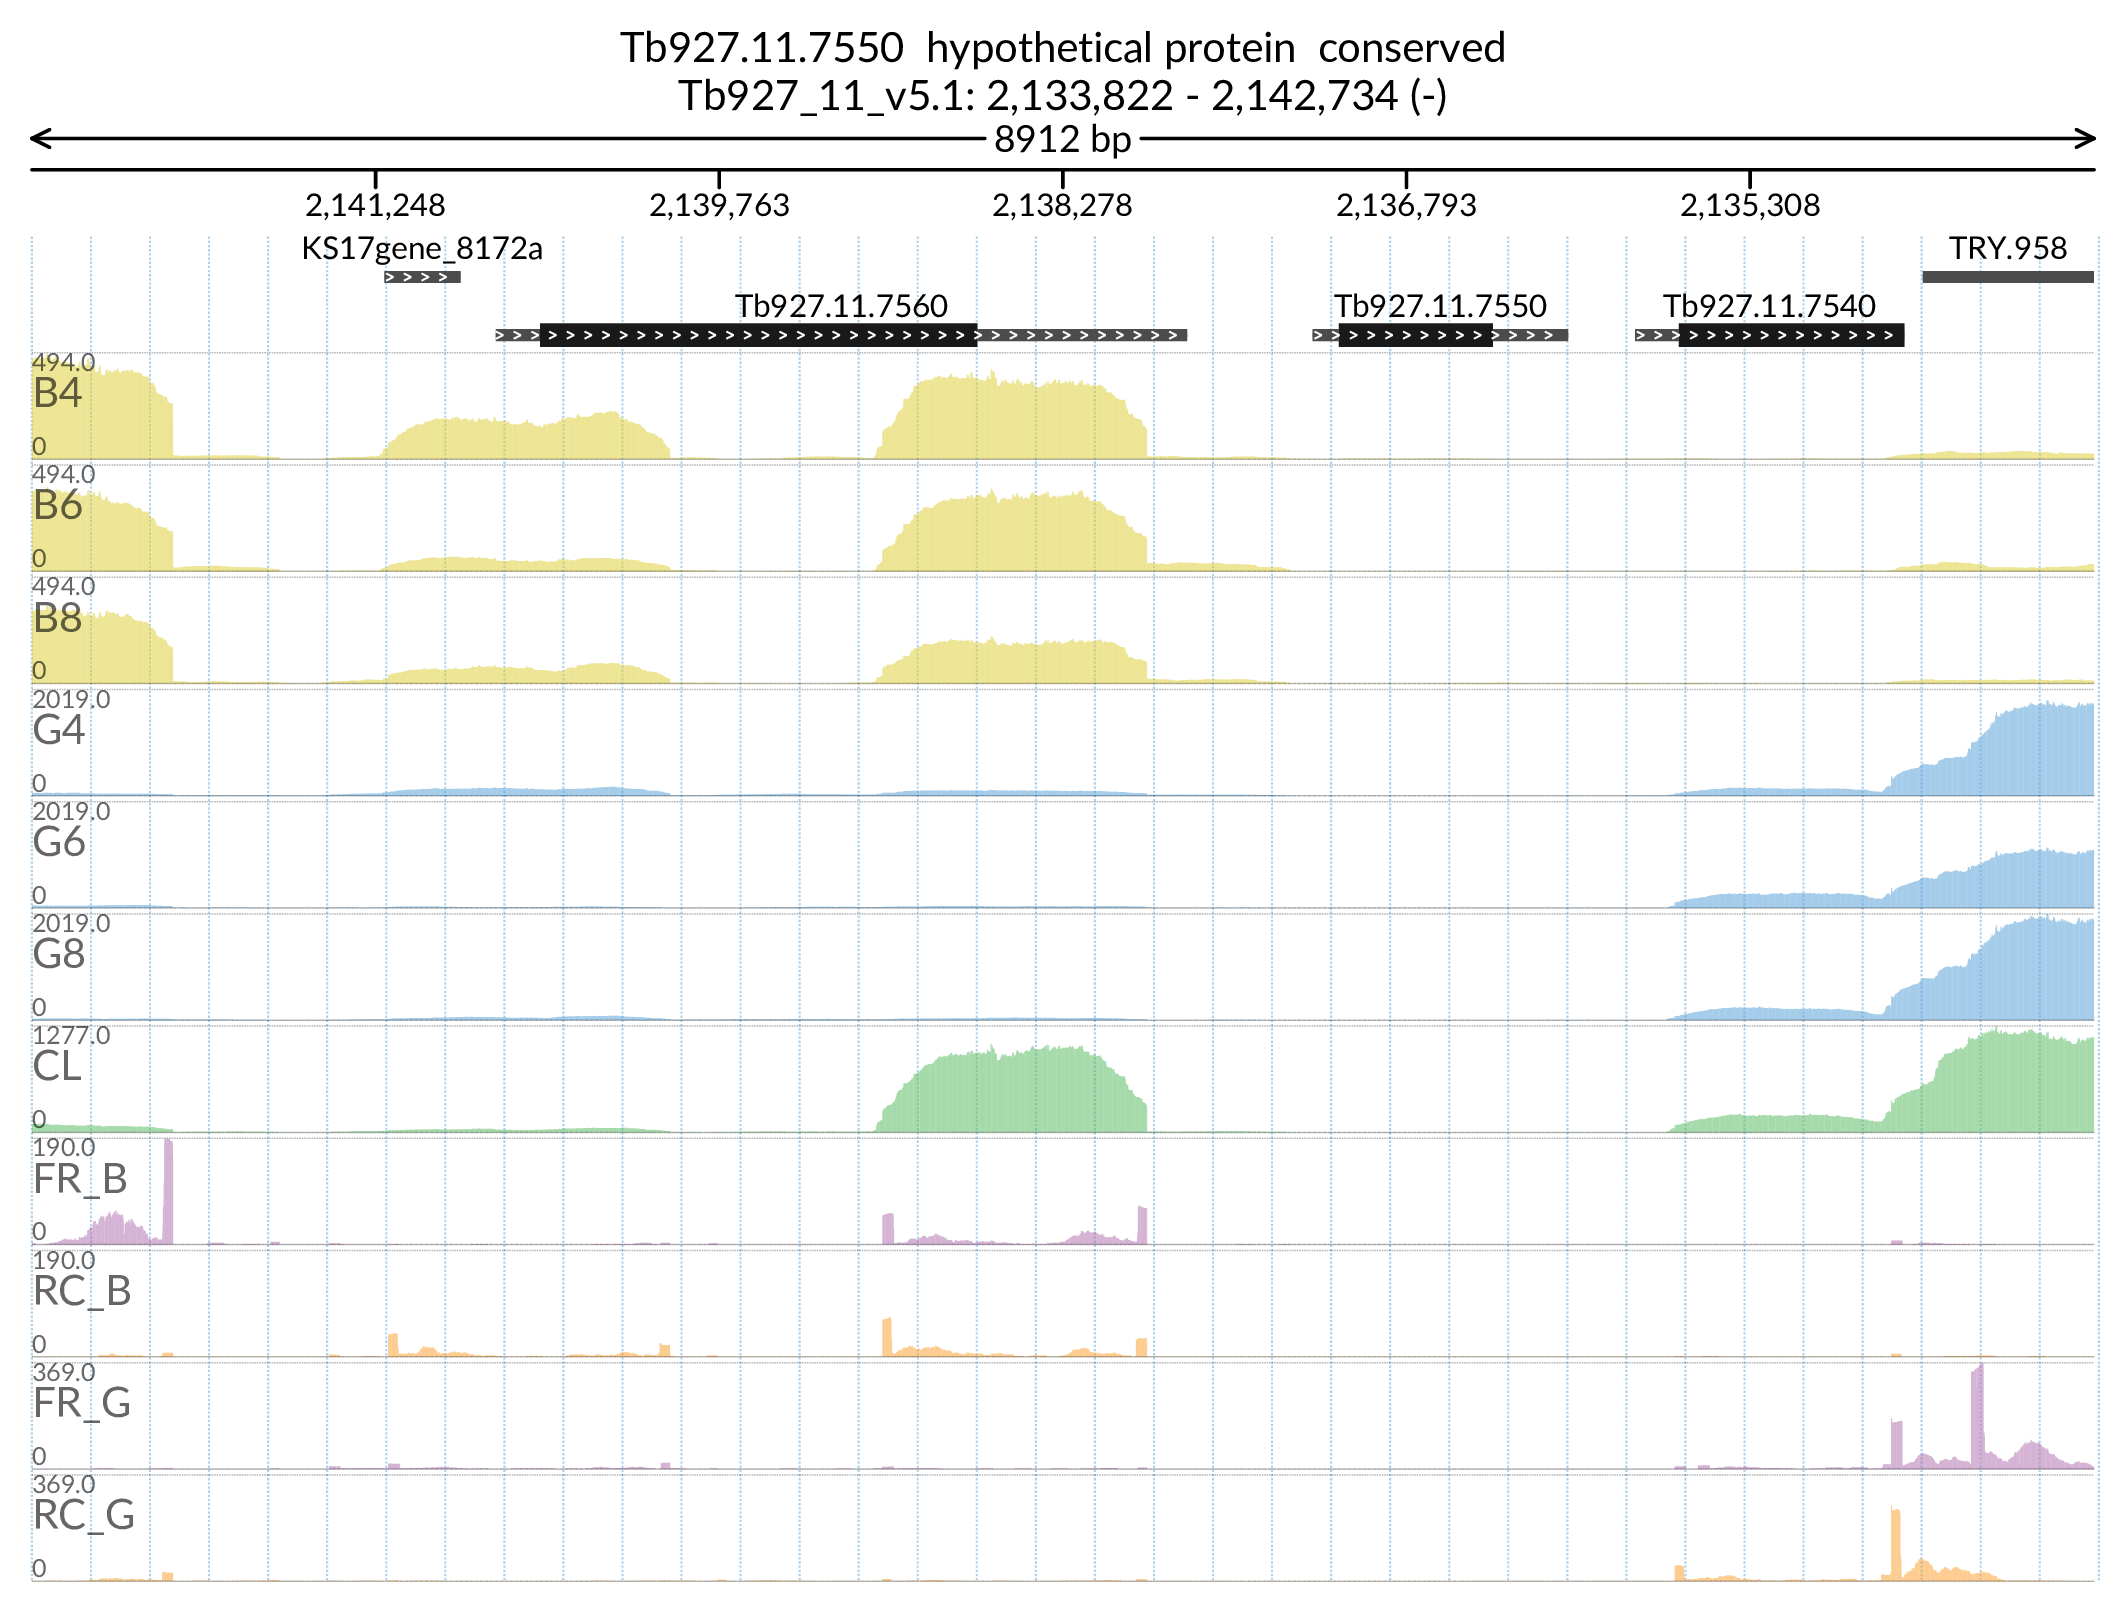 Tb927.11.7550 hypothetical protein conserved
Tb927_11_v5.1: 2,133,822 - 2,142,734 (-)
8912 bp
2,141,248 2,139,763 2,138,278 2,136,793 2,135,308
KS17gene_8172a TRY.958
Tb927.11.7560 Tb927.11.7550 Tb927.11.7540
494.0
B4
0
494.0
B6
0
494.0
B8
0
2019.0
G4
0
2019.0
G6
0
2019.0
G8
0
1277.0
CL
0
190.0
FR_B
0
190.0
RC_B
0
369.0
FR_G
0
369.0
RC_G
0